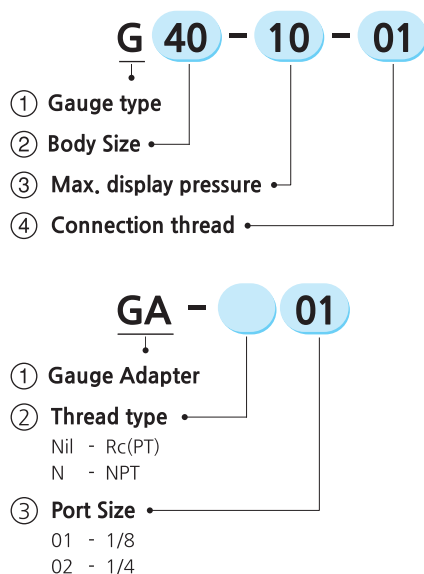 G 40 - 10 - 01
① Gauge type
② Body Size
③ Max. display pressure
④ Connection thread
GA - 01
① Gauge Adapter
② Thread type
Nil - Rc(PT)
N - NPT
③ Port Size
01 - 1/8
02 - 1/4